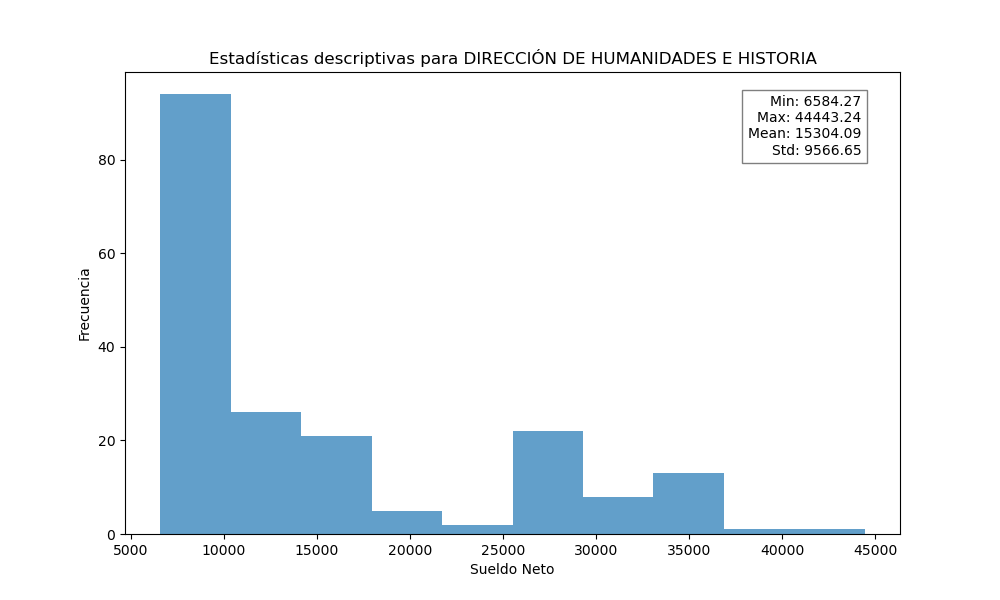 Estadísticas descriptivas para DIRECCIÓN DE HUMANIDADES E HISTORIA
Min: 6584.27
Max: 44443.24
Mean: 15304.09
Std: 9566.65
Frecuencia
80
60
40
20
0
5000 10000 15000 20000 25000 30000 35000 40000 45000
Sueldo Neto